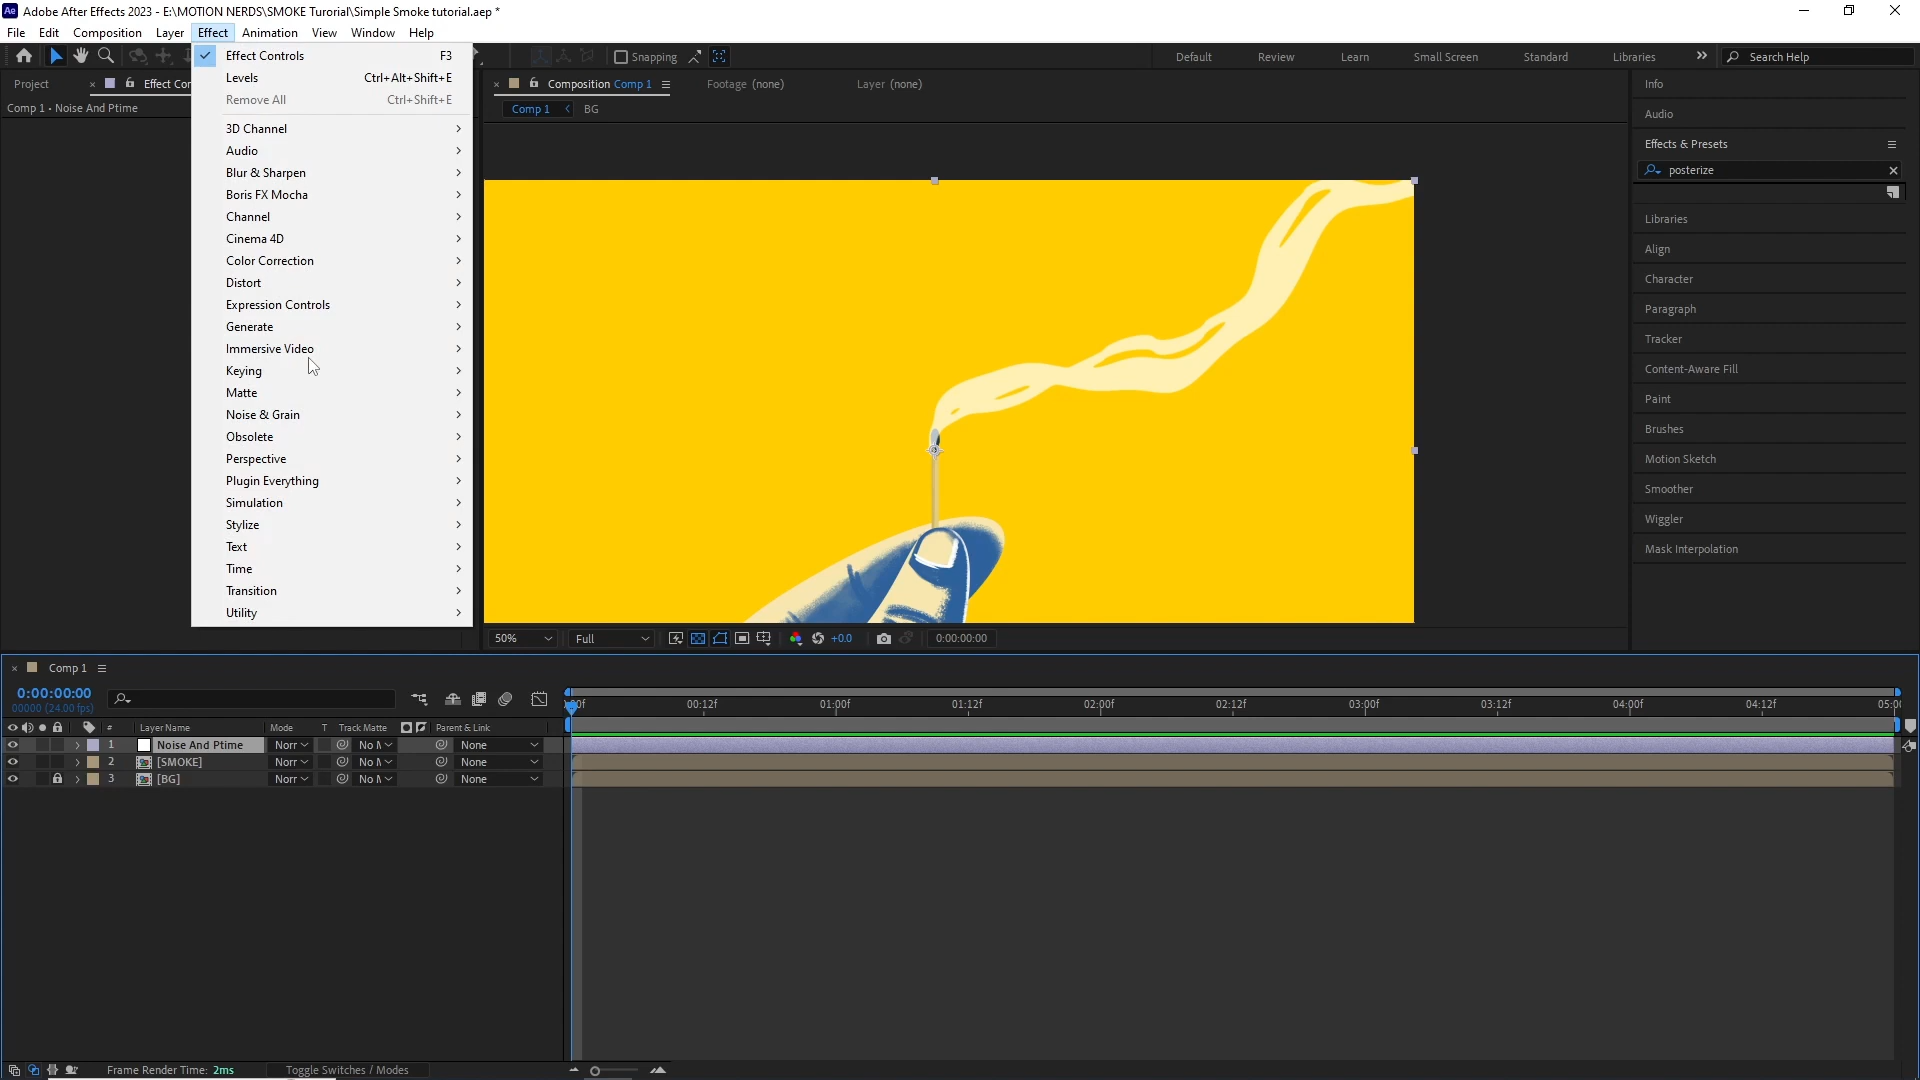 Ae Adobe After Effects 2023 - E:\MOTION NERDS\SMOKE Turorial\Simple Smoke tutorial.aep *
File Edit Composition Layer Effect Animation View Window Help
Snapping Default Review Learn Small Screen Standard Libraries Search Help
Project Effect Con
Comp 1 • Noise And Ptime
Effect Controls F3
Levels Ctrl+Alt+Shift+E
Remove All Ctrl+Shift+E
3D Channel
Audio
Blur & Sharpen
Boris FX Mocha
Channel
Cinema 4D
Color Correction
Distort
Expression Controls
Generate
Immersive Video
Keying
Matte
Noise & Grain
Obsolete
Perspective
Plugin Everything
Simulation
Stylize
Text
Time
Transition
Utility
Composition Comp 1 Footage (none) Layer (none)
Comp 1 BG
50% Full +0.0 0:00:00:00
Info
Audio
Effects & Presets
posterize
Libraries
Align
Character
Paragraph
Tracker
Content-Aware Fill
Paint
Brushes
Motion Sketch
Smoother
Wiggler
Mask Interpolation
Comp 1
0:00:00:00
00000 (24.00 fps)
00f 00:12f 01:00f 01:12f 02:00f 02:12f 03:00f 03:12f 04:00f 04:12f 05:00
# Layer Name Mode T Track Matte Parent & Link
1 Noise And Ptime Norr No M None
2 [SMOKE] Norr No M None
3 [BG] Norr No M None
Frame Render Time: 2ms Toggle Switches / Modes